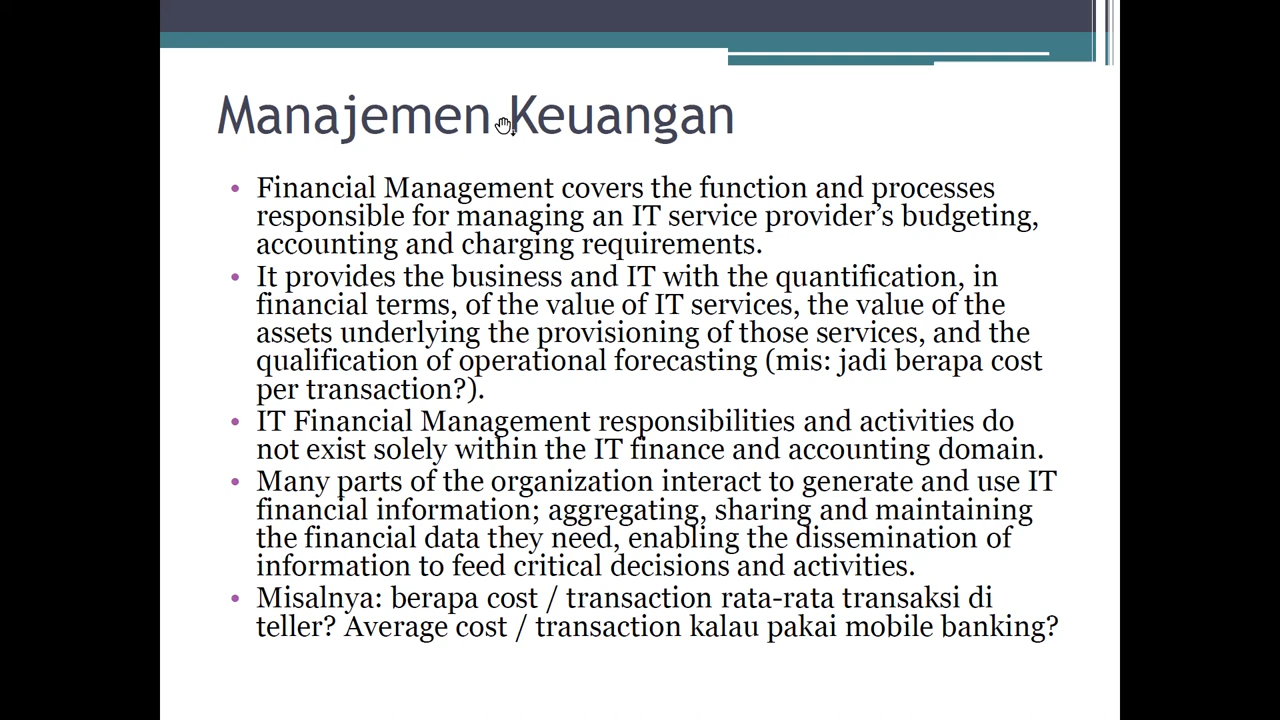 Manajemen Keuangan
• Financial Management covers the function and processes
responsible for managing an IT service provider’s budgeting,
accounting and charging requirements.
• It provides the business and IT with the quantification, in
financial terms, of the value of IT services, the value of the
assets underlying the provisioning of those services, and the
qualification of operational forecasting (mis: jadi berapa cost
per transaction?).
• IT Financial Management responsibilities and activities do
not exist solely within the IT finance and accounting domain.
• Many parts of the organization interact to generate and use IT
financial information; aggregating, sharing and maintaining
the financial data they need, enabling the dissemination of
information to feed critical decisions and activities.
• Misalnya: berapa cost / transaction rata-rata transaksi di
teller? Average cost / transaction kalau pakai mobile banking?